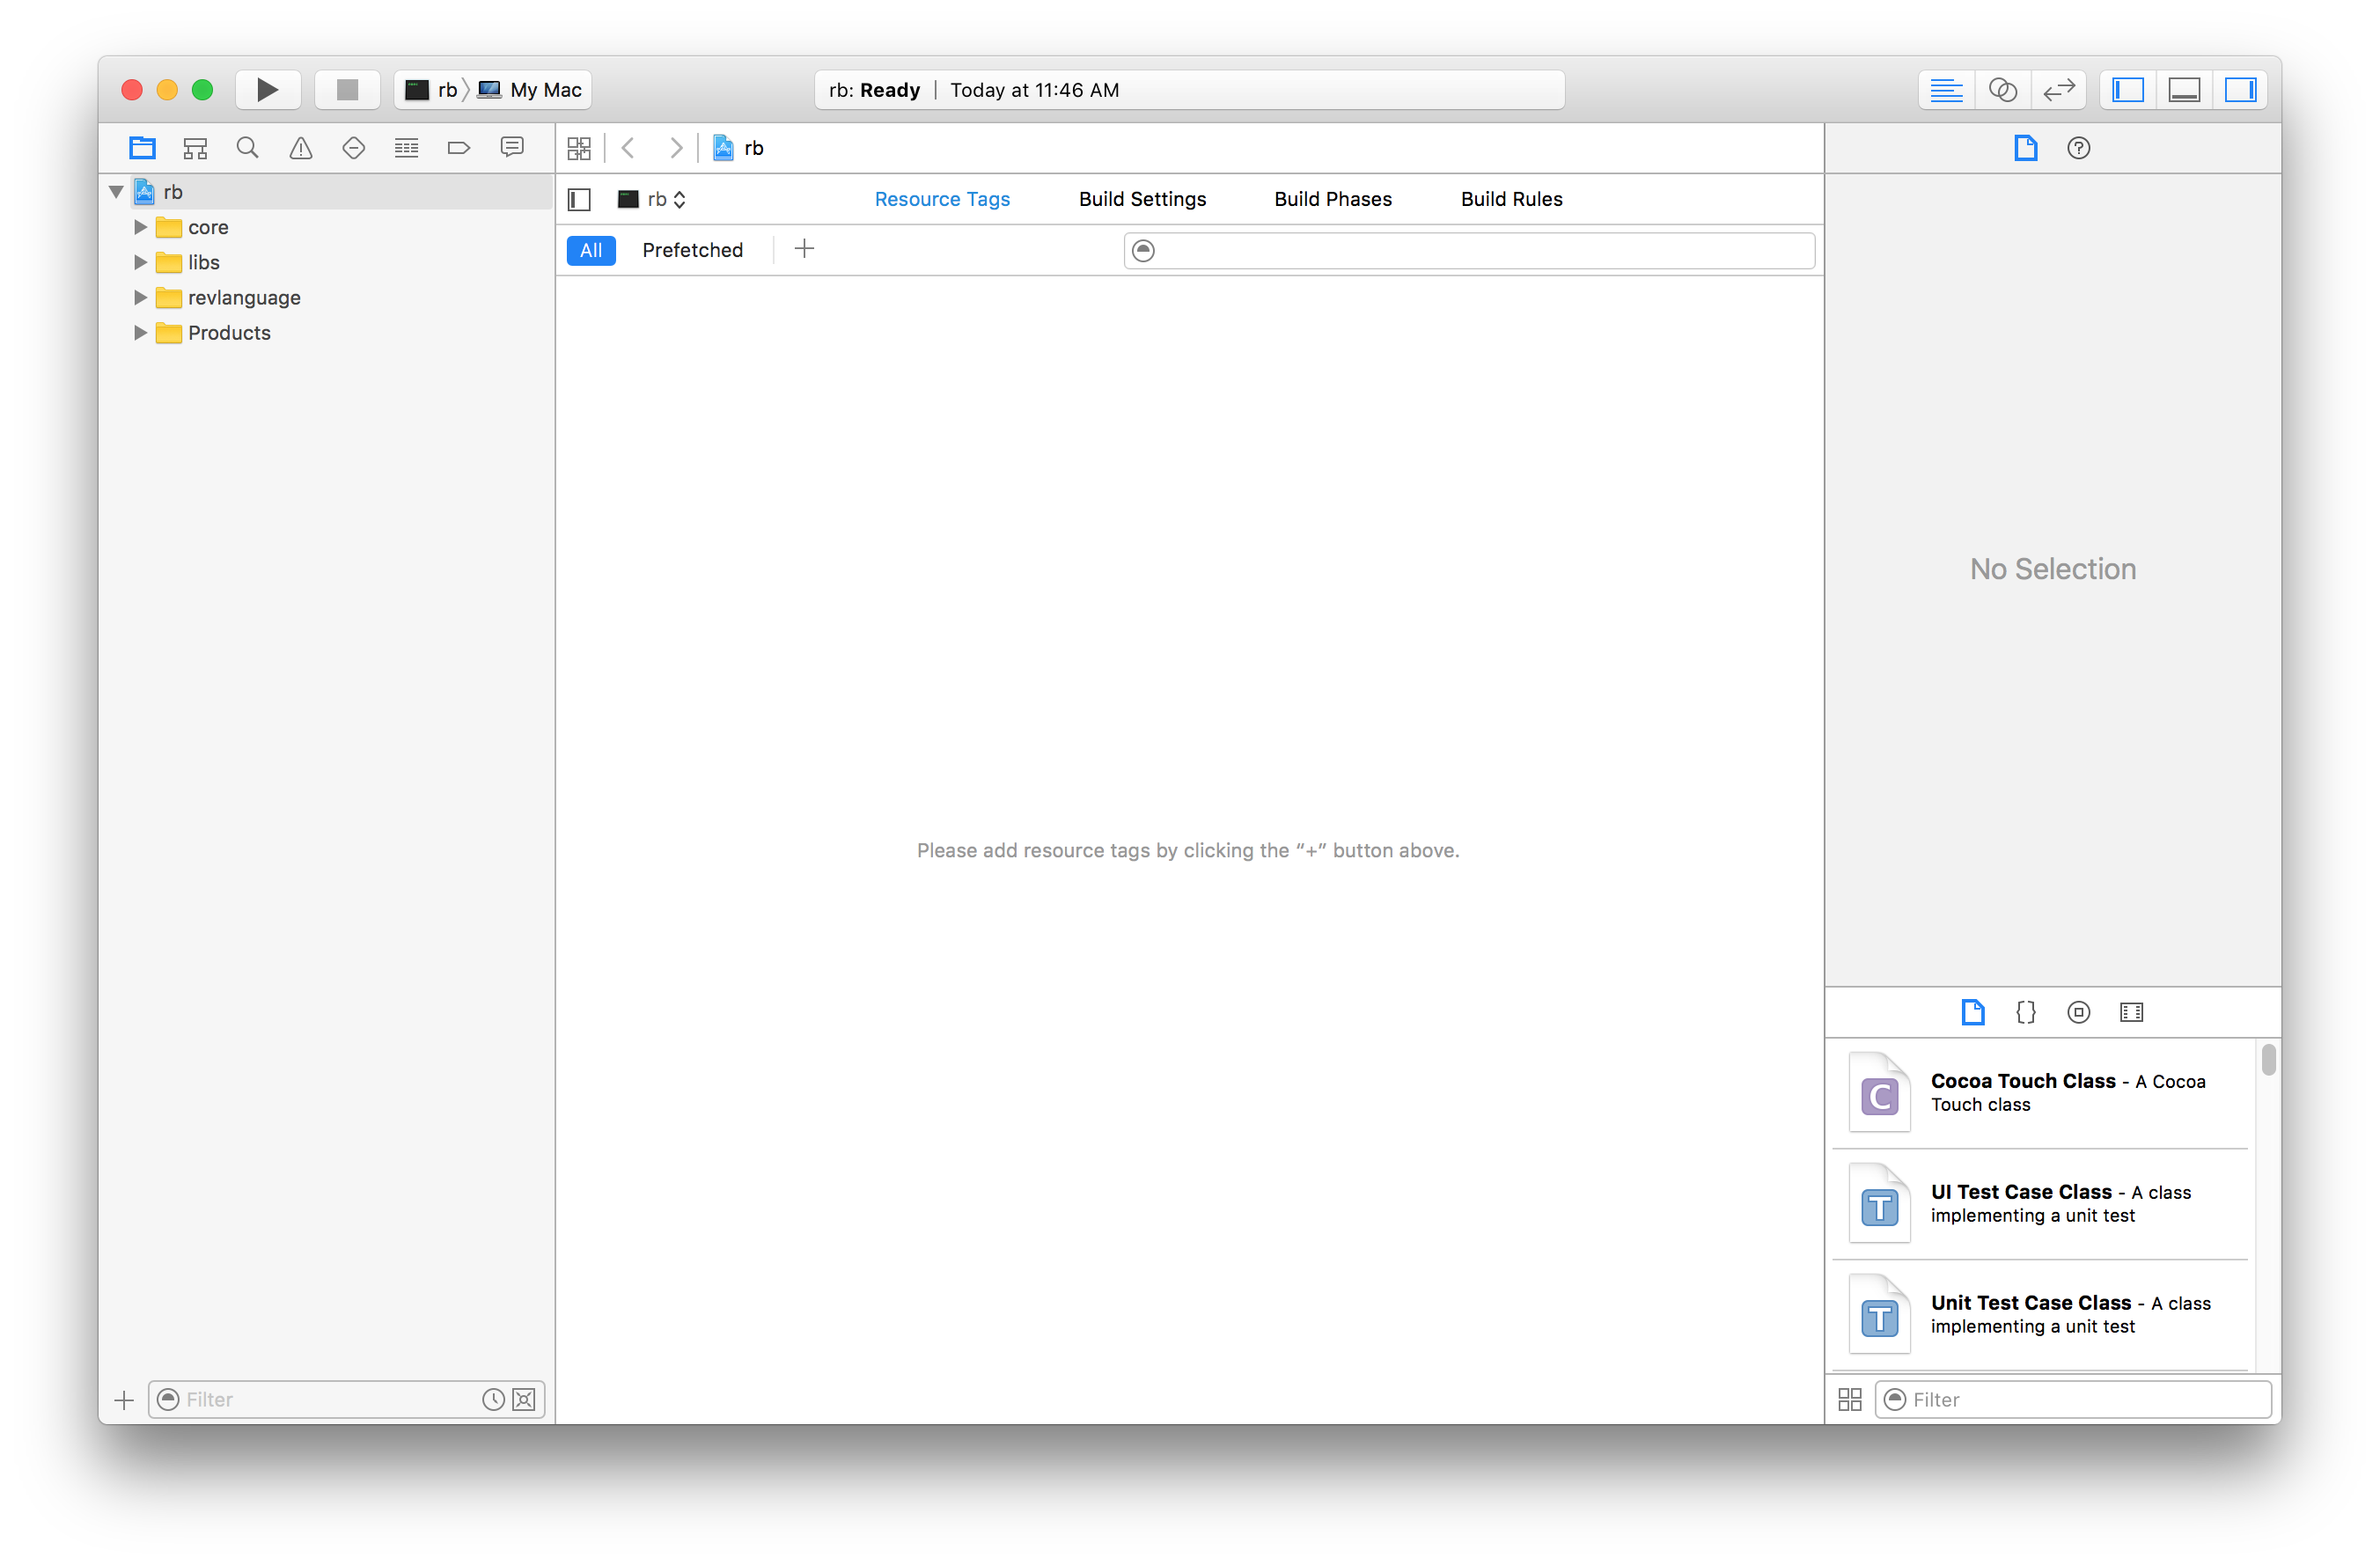 rb My Mac
rb: Ready | Today at 11:46 AM
rb
rb
core
libs
revlanguage
Products
rb
Resource Tags
Build Settings
Build Phases
Build Rules
All
Prefetched
Please add resource tags by clicking the “+” button above.
No Selection
C
Cocoa Touch Class - A Cocoa
Touch class
T
UI Test Case Class - A class
implementing a unit test
T
Unit Test Case Class - A class
implementing a unit test
Filter
Filter